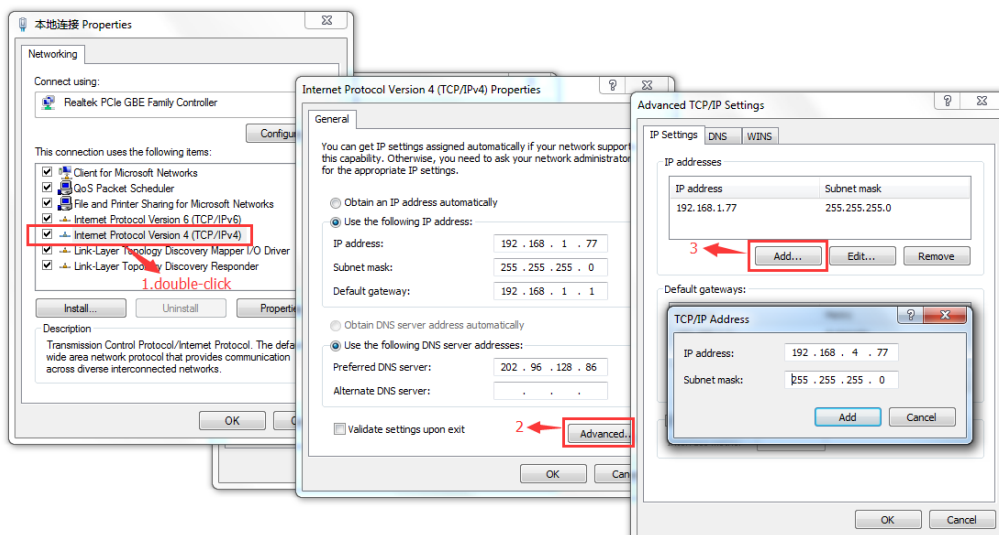 本地连接 Properties
Networking
Connect using:
Realtek PCIe GBE Family Controller
This connection uses the following items:
Client for Microsoft Networks
QoS Packet Scheduler
File and Printer Sharing for Microsoft Networks
Internet Protocol Version 6 (TCP/IPv6)
Internet Protocol Version 4 (TCP/IPv4)
Link-Layer Topology Discovery Mapper I/O Driver
Link-Layer Topology Discovery Responder
1.double-click
Install...
Uninstall
Description
Transmission Control Protocol/Internet Protocol. The
wide area network protocol that provides communication
across diverse interconnected networks.
OK
Internet Protocol Version 4 (TCP/IPv4) Properties
General
You can get IP settings assigned automatically if your network support
this capability. Otherwise, you need to ask your network administrator
for the appropriate IP settings.
Obtain an IP address automatically
Use the following IP address:
IP address: 192 . 168 . 1 . 77
Subnet mask: 255 . 255 . 255 . 0
Default gateway: 192 . 168 . 1 . 1
Obtain DNS server address automatically
Use the following DNS server addresses:
Preferred DNS server: 202 . 96 . 128 . 86
Alternate DNS server: . . .
Validate settings upon exit
2
Advanced..
OK
Advanced TCP/IP Settings
IP Settings DNS WINS
IP addresses
IP address Subnet mask
192.168.1.77 255.255.255.0
3
Add... Edit... Remove
Default gateways:
TCP/IP Address
IP address: 192 . 168 . 4 . 77
Subnet mask: 255 . 255 . 255 . 0
Add Cancel
OK Cancel